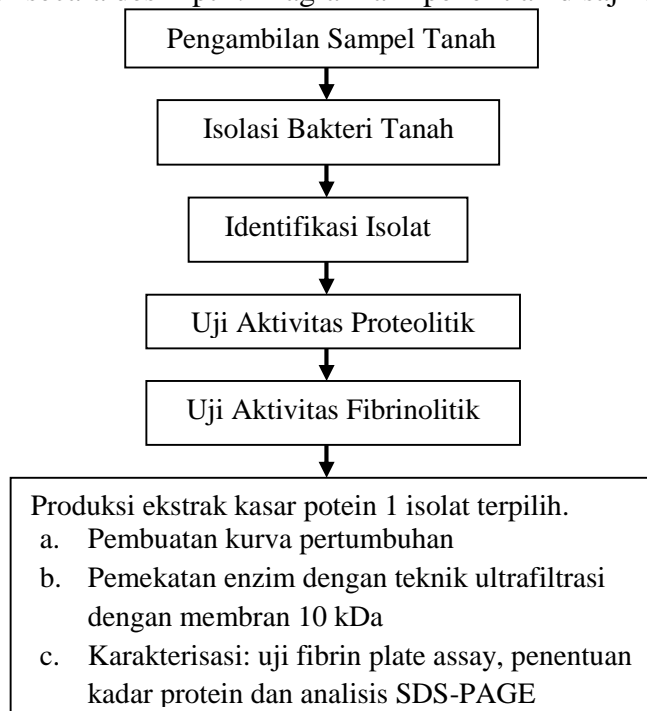 Pengambilan Sampel Tanah
Isolasi Bakteri Tanah
Identifikasi Isolat
Uji Aktivitas Proteolitik
Uji Aktivitas Fibrinolitik
Produksi ekstrak kasar potein 1 isolat terpilih.
a. Pembuatan kurva pertumbuhan
b. Pemekatan enzim dengan teknik ultrafiltrasi
dengan membran 10 kDa
c. Karakterisasi: uji fibrin plate assay, penentuan
kadar protein dan analisis SDS-PAGE